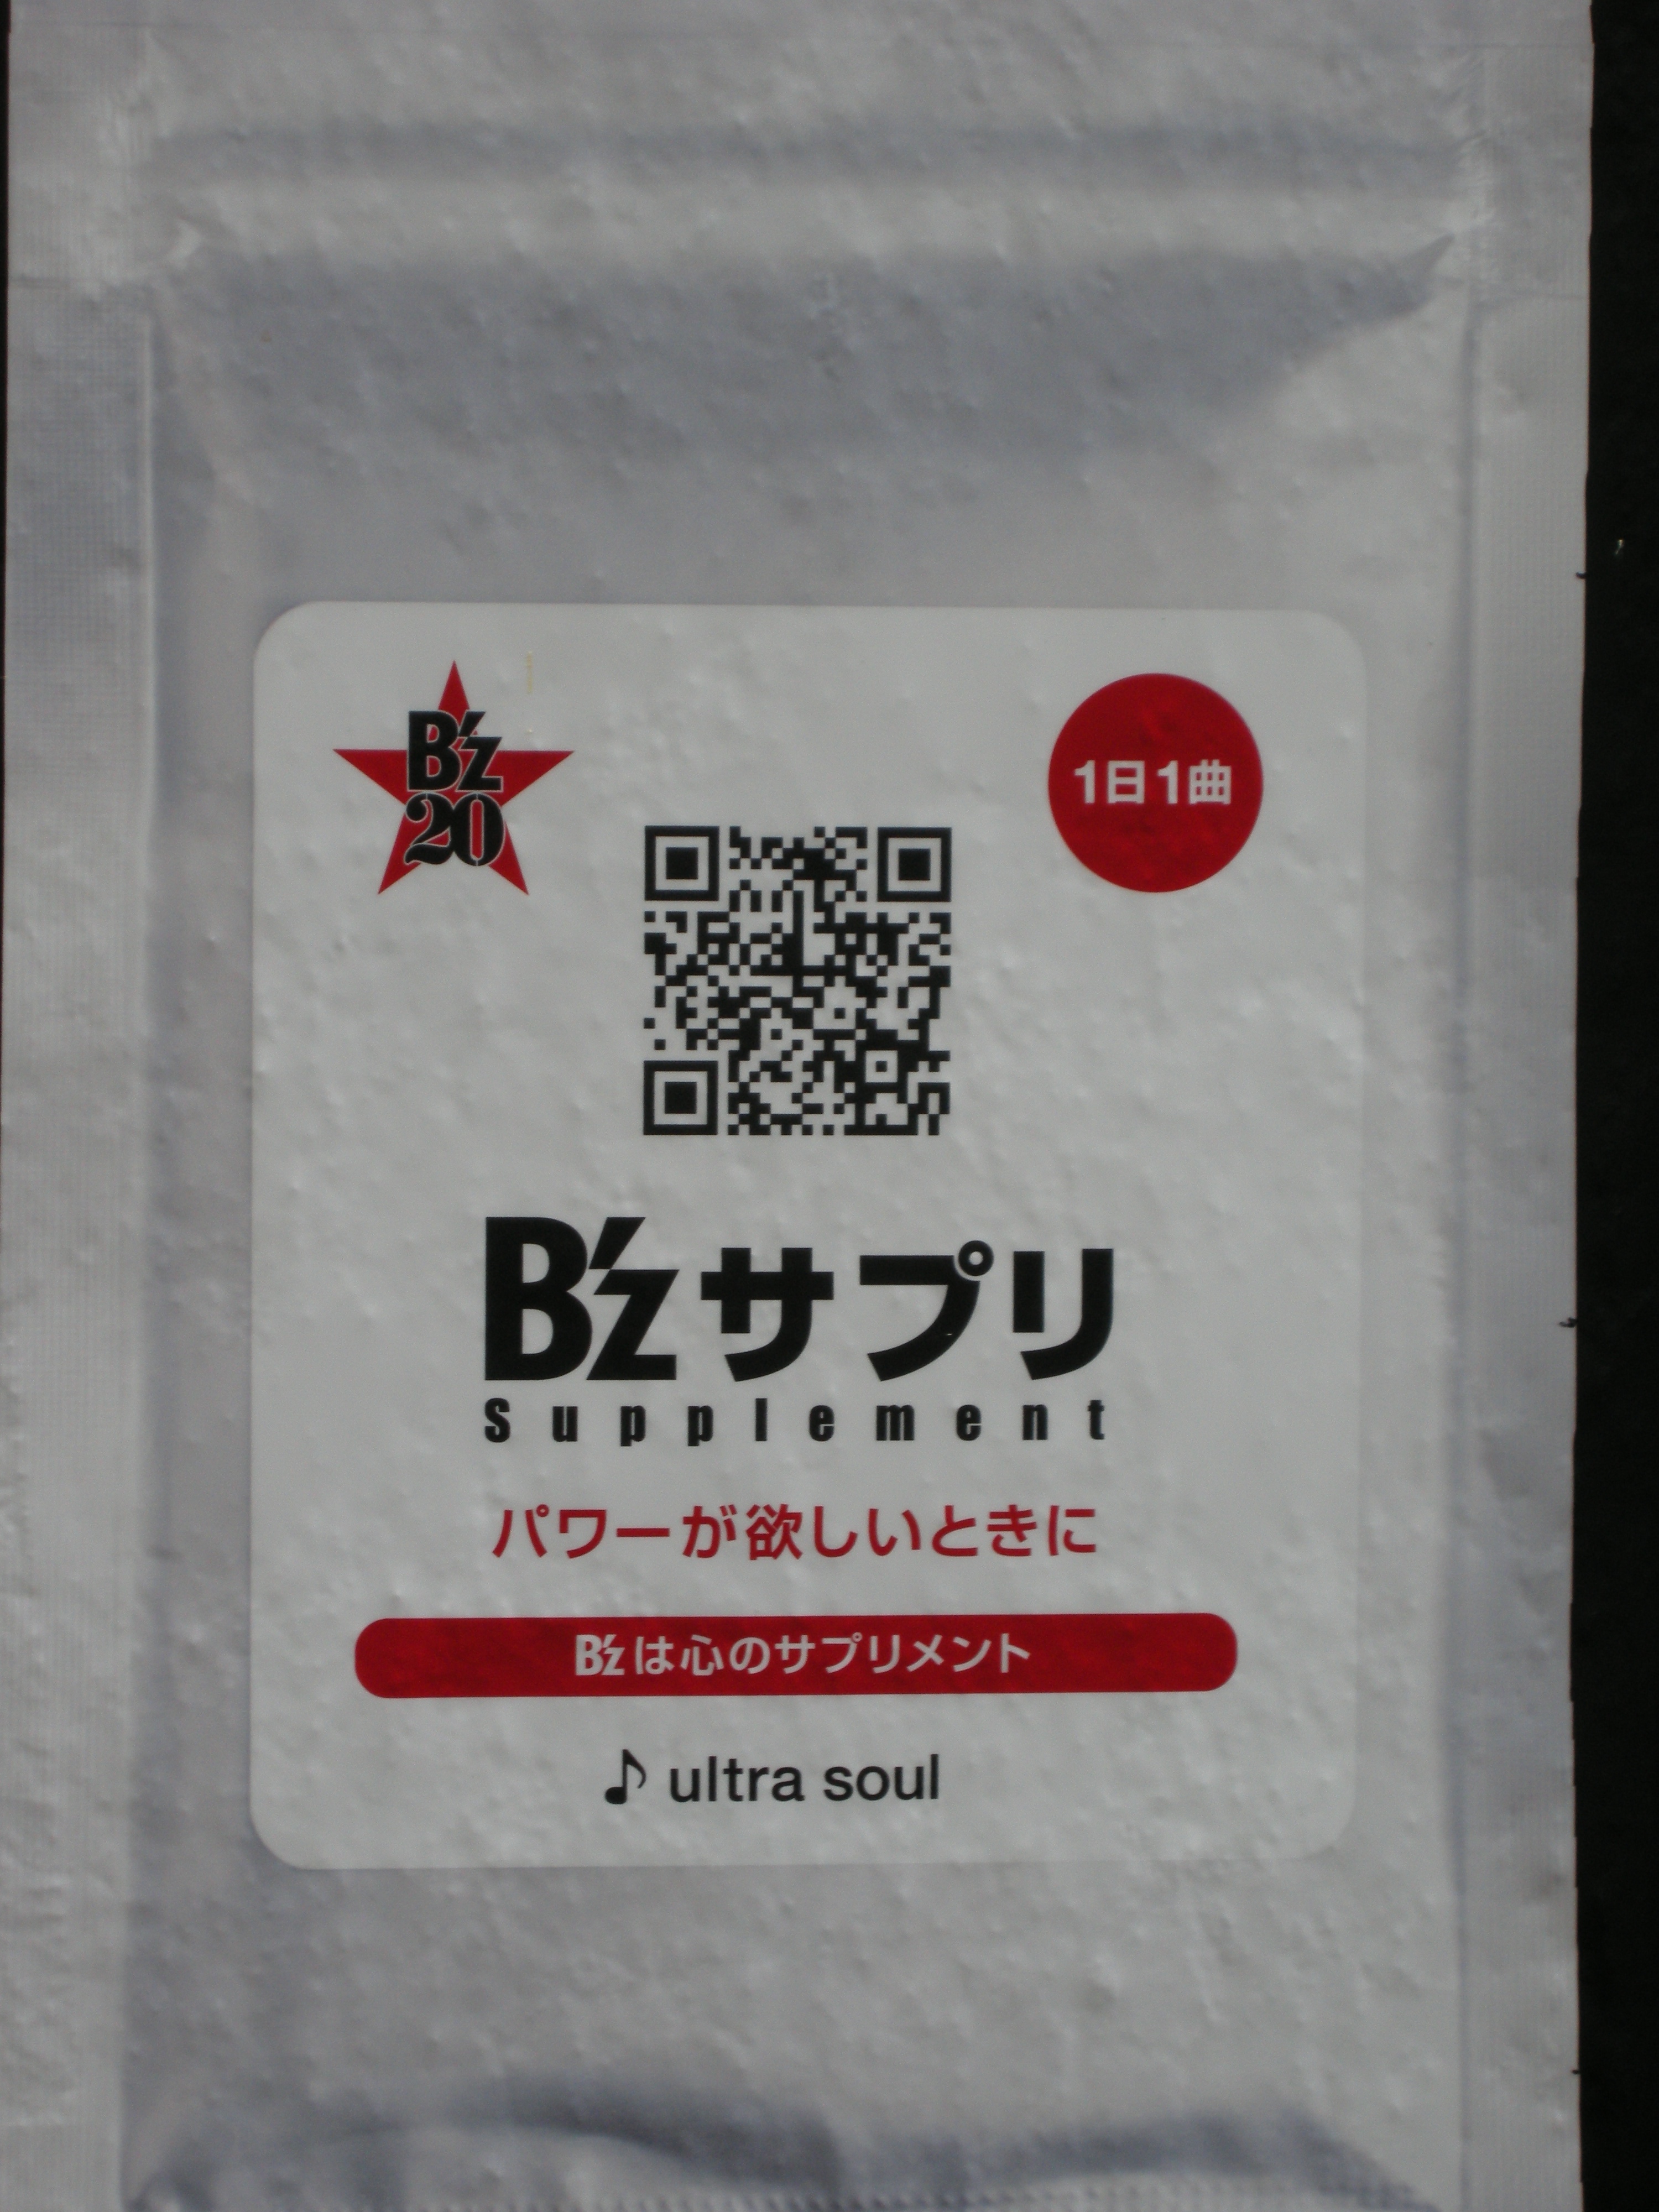 B'z
20
1日1曲
B'zサプリ
Supplement
パワーが欲しいときに
B'zは心のサプリメント
♪ ultra soul